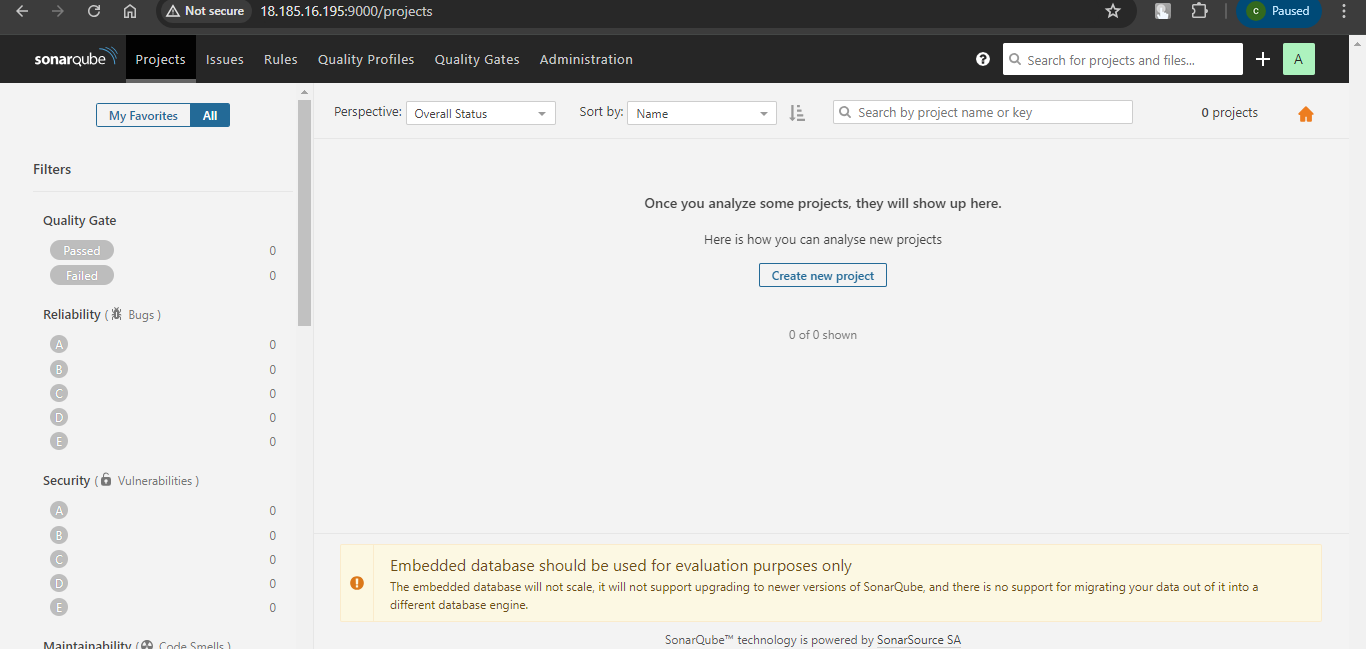 Not secure
18.185.16.195:9000/projects
C
Paused
sonarqube
Projects
Issues
Rules
Quality Profiles
Quality Gates
Administration
?
Search for projects and files...
A
My Favorites
All
Perspective:
Overall Status
Sort by:
Name
Search by project name or key
0 projects
Filters
Quality Gate
Passed
0
Failed
0
Reliability ( Bugs )
A
0
B
0
C
0
D
0
E
0
Security ( Vulnerabilities )
A
0
B
0
C
0
D
0
E
0
Maintainability ( Code Smells )
Once you analyze some projects, they will show up here.
Here is how you can analyse new projects
Create new project
0 of 0 shown
Embedded database should be used for evaluation purposes only
The embedded database will not scale, it will not support upgrading to newer versions of SonarQube, and there is no support for migrating your data out of it into a
different database engine.
SonarQube™ technology is powered by SonarSource SA